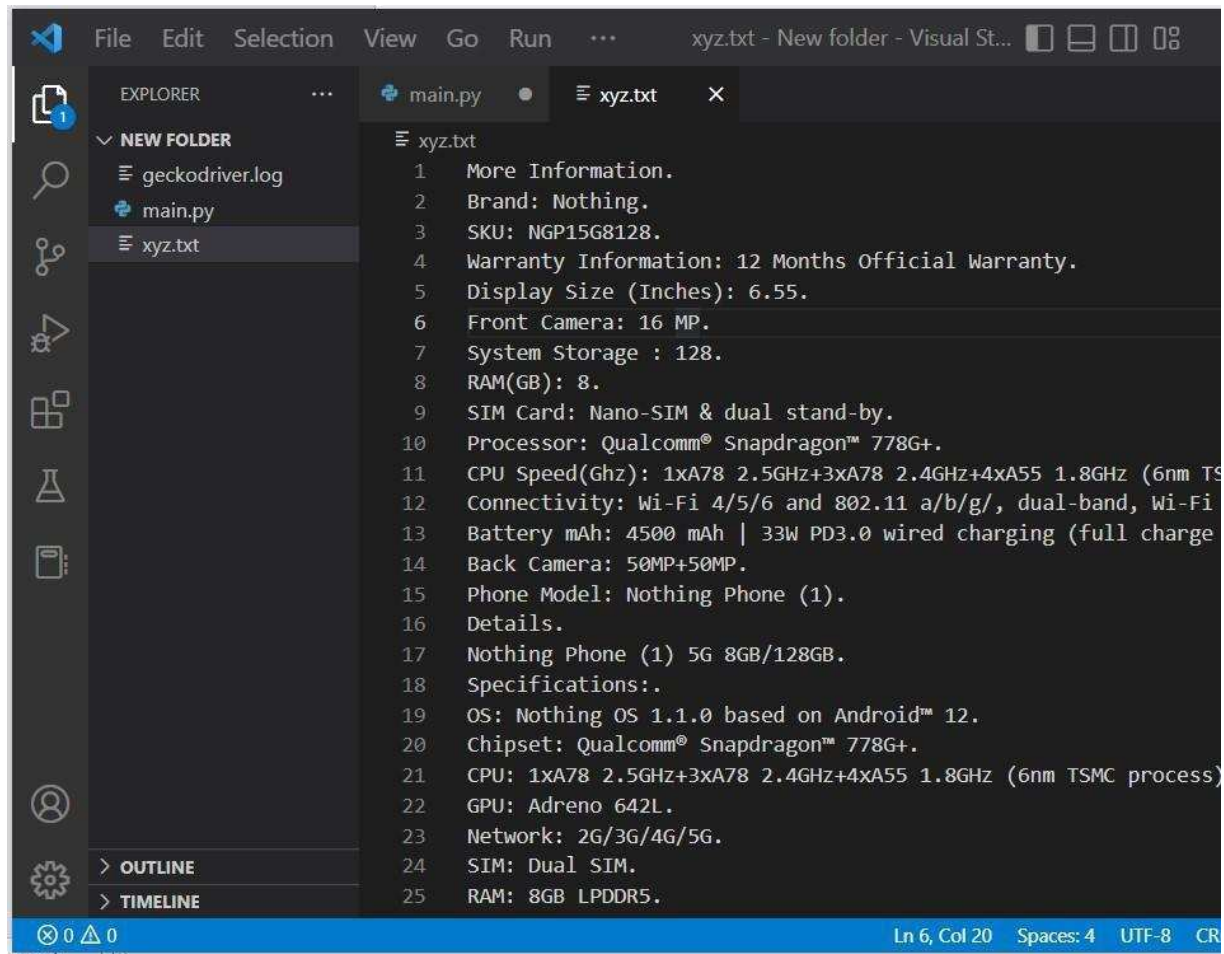 File Edit Selection View Go Run ··· xyz.txt - New folder - Visual St...
EXPLORER ···
main.py ● xyz.txt ×
1
NEW FOLDER
geckodriver.log
main.py
xyz.txt
OUTLINE
TIMELINE
xyz.txt
1 More Information.
2 Brand: Nothing.
3 SKU: NGP15G8128.
4 Warranty Information: 12 Months Official Warranty.
5 Display Size (Inches): 6.55.
6 Front Camera: 16 MP.
7 System Storage : 128.
8 RAM(GB): 8.
9 SIM Card: Nano-SIM & dual stand-by.
10 Processor: Qualcomm® Snapdragon™ 778G+.
11 CPU Speed(Ghz): 1xA78 2.5GHz+3xA78 2.4GHz+4xA55 1.8GHz (6nm TS
12 Connectivity: Wi-Fi 4/5/6 and 802.11 a/b/g/, dual-band, Wi-Fi
13 Battery mAh: 4500 mAh | 33W PD3.0 wired charging (full charge
14 Back Camera: 50MP+50MP.
15 Phone Model: Nothing Phone (1).
16 Details.
17 Nothing Phone (1) 5G 8GB/128GB.
18 Specifications:.
19 OS: Nothing OS 1.1.0 based on Android™ 12.
20 Chipset: Qualcomm® Snapdragon™ 778G+.
21 CPU: 1xA78 2.5GHz+3xA78 2.4GHz+4xA55 1.8GHz (6nm TSMC process)
22 GPU: Adreno 642L.
23 Network: 2G/3G/4G/5G.
24 SIM: Dual SIM.
25 RAM: 8GB LPDDR5.
0 0 Ln 6, Col 20 Spaces: 4 UTF-8 CR